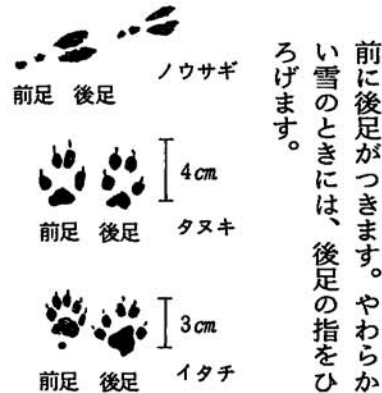 前に後足がつきます。やわらか
い雪のときには、後足の指をひ
ろげます。
ノウサギ
前足 後足
4cm
前足 後足 タヌキ
3cm
前足 後足 イタチ